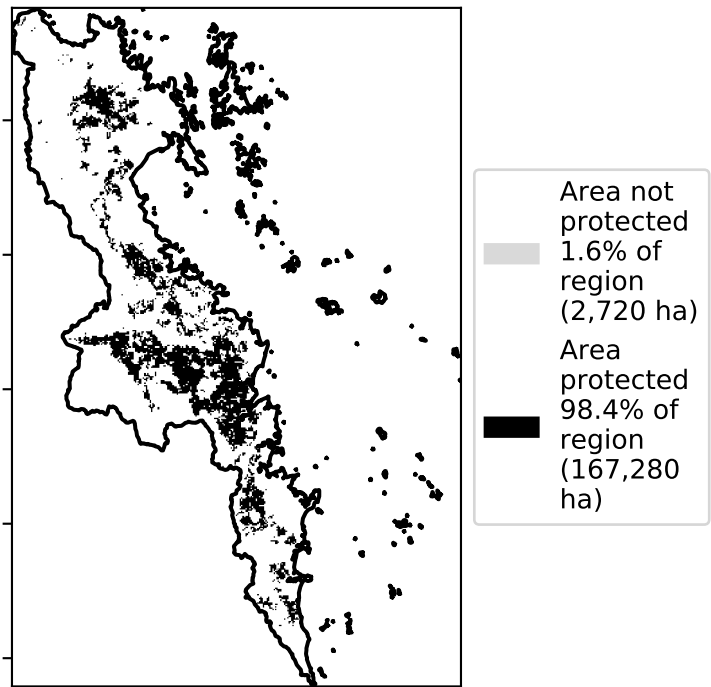 Area not
protected
1.6% of
region
(2,720 ha)
Area
protected
98.4% of
region
(167,280
ha)